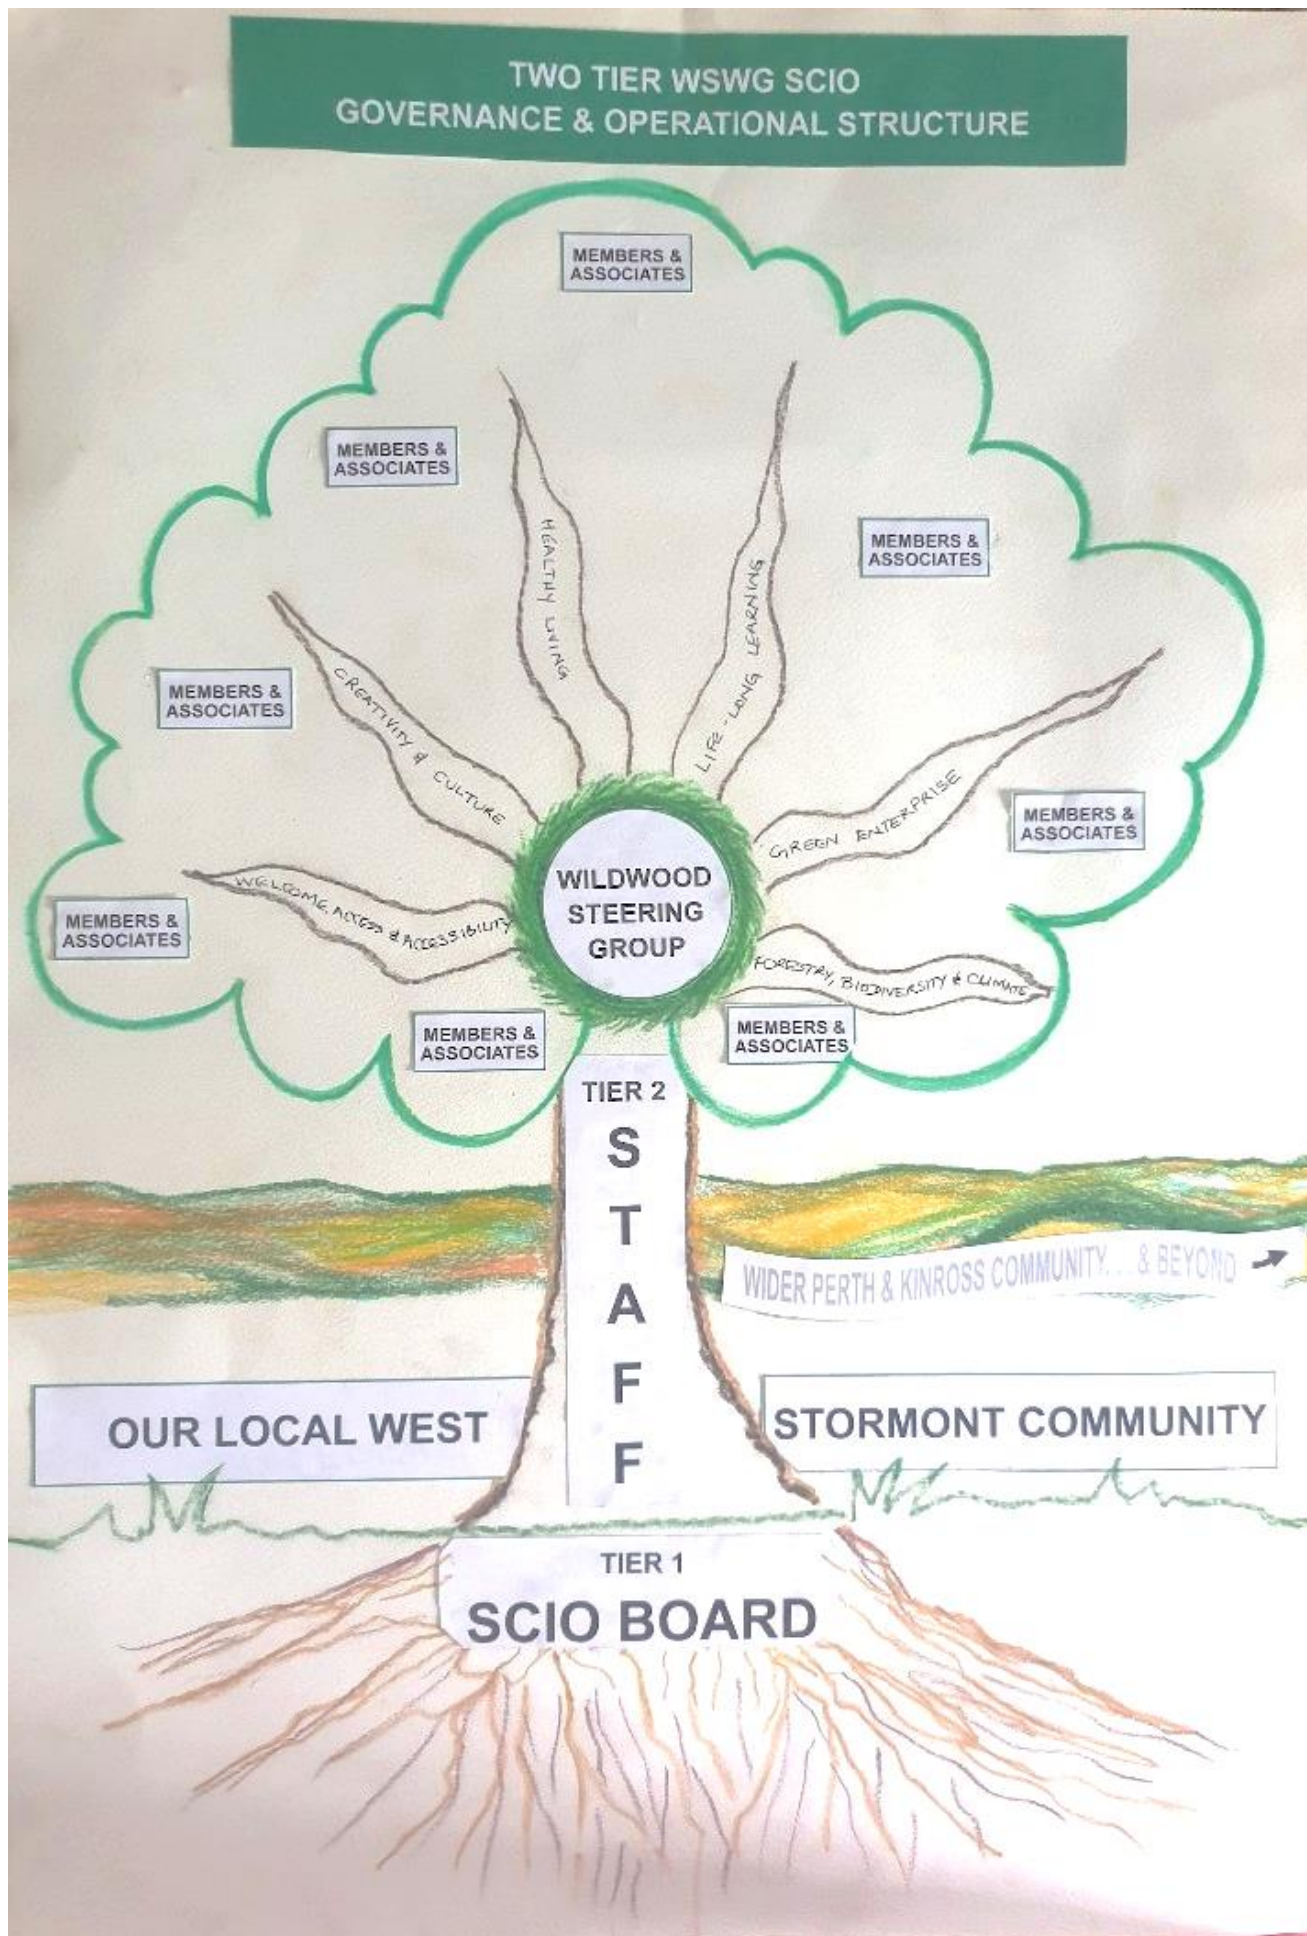 TWO TIER WSWG SCIO
GOVERNANCE & OPERATIONAL STRUCTURE
MEMBERS &
ASSOCIATES
MEMBERS &
ASSOCIATES
MEMBERS &
ASSOCIATES
MEMBERS &
ASSOCIATES
MEMBERS &
ASSOCIATES
MEMBERS &
ASSOCIATES
MEMBERS &
ASSOCIATES
MEMBERS &
ASSOCIATES
WELCOME, ACCESS & ACCESSIBILITY
CREATIVITY & CULTURE
HEALTHY LIVING
LIFE-LONG LEARNING
GREEN ENTERPRISE
FORESTRY, BIODIVERSITY & CLIMATE
WILDWOOD
STEERING
GROUP
TIER 2
S
T
A
F
F
WIDER PERTH & KINROSS COMMUNITY... & BEYOND
OUR LOCAL WEST
STORMONT COMMUNITY
TIER 1
SCIO BOARD